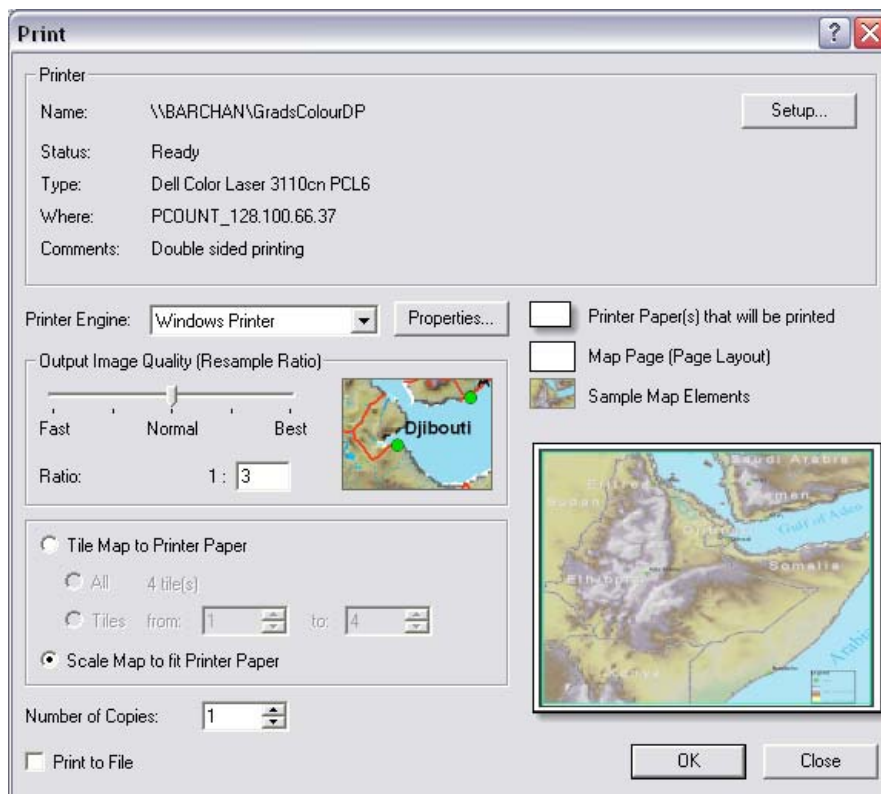 Print
Printer
Name: \\BARCHAN\GradsColourDP
Setup...
Status: Ready
Type: Dell Color Laser 3110cn PCL6
Where: PCOUNT_128.100.66.37
Comments: Double sided printing
Printer Engine: Windows Printer
Properties...
Printer Paper(s) that will be printed
Map Page (Page Layout)
Sample Map Elements
Output Image Quality (Resample Ratio)
Fast Normal Best
Ratio: 1 : 3
Djibouti
Tile Map to Printer Paper
All 4 tile(s)
Tiles from: 1 to: 4
Scale Map to fit Printer Paper
Number of Copies: 1
Print to File
Saudi Arabia
Eritrea
Yemen
Sudan
Gulf of Aden
Somalia
Ethiopia
Kenya
OK
Close